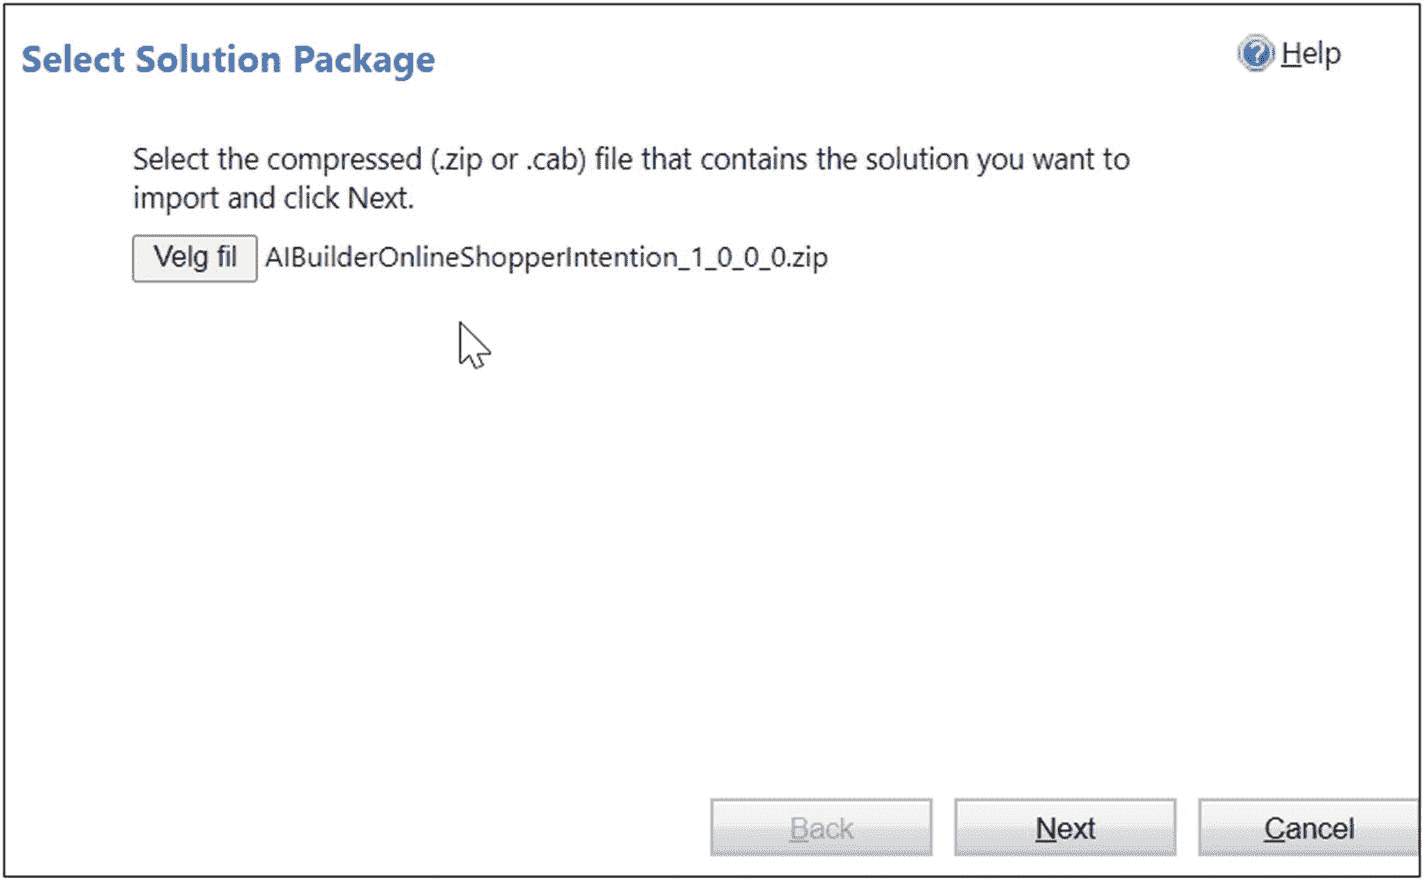 Select Solution Package
Help
Select the compressed (.zip or .cab) file that contains the solution you want to
import and click Next.
Velg fil AIBuilderOnlineShopperIntention_1_0_0_0.zip
Back Next Cancel